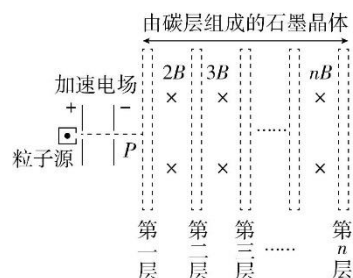 由碳层组成的石墨晶体
2B 3B nB
加速电场
+ −
× × ×
……
粒子源 P
× × ×
第一层 第二层 第三层 …… 第n层